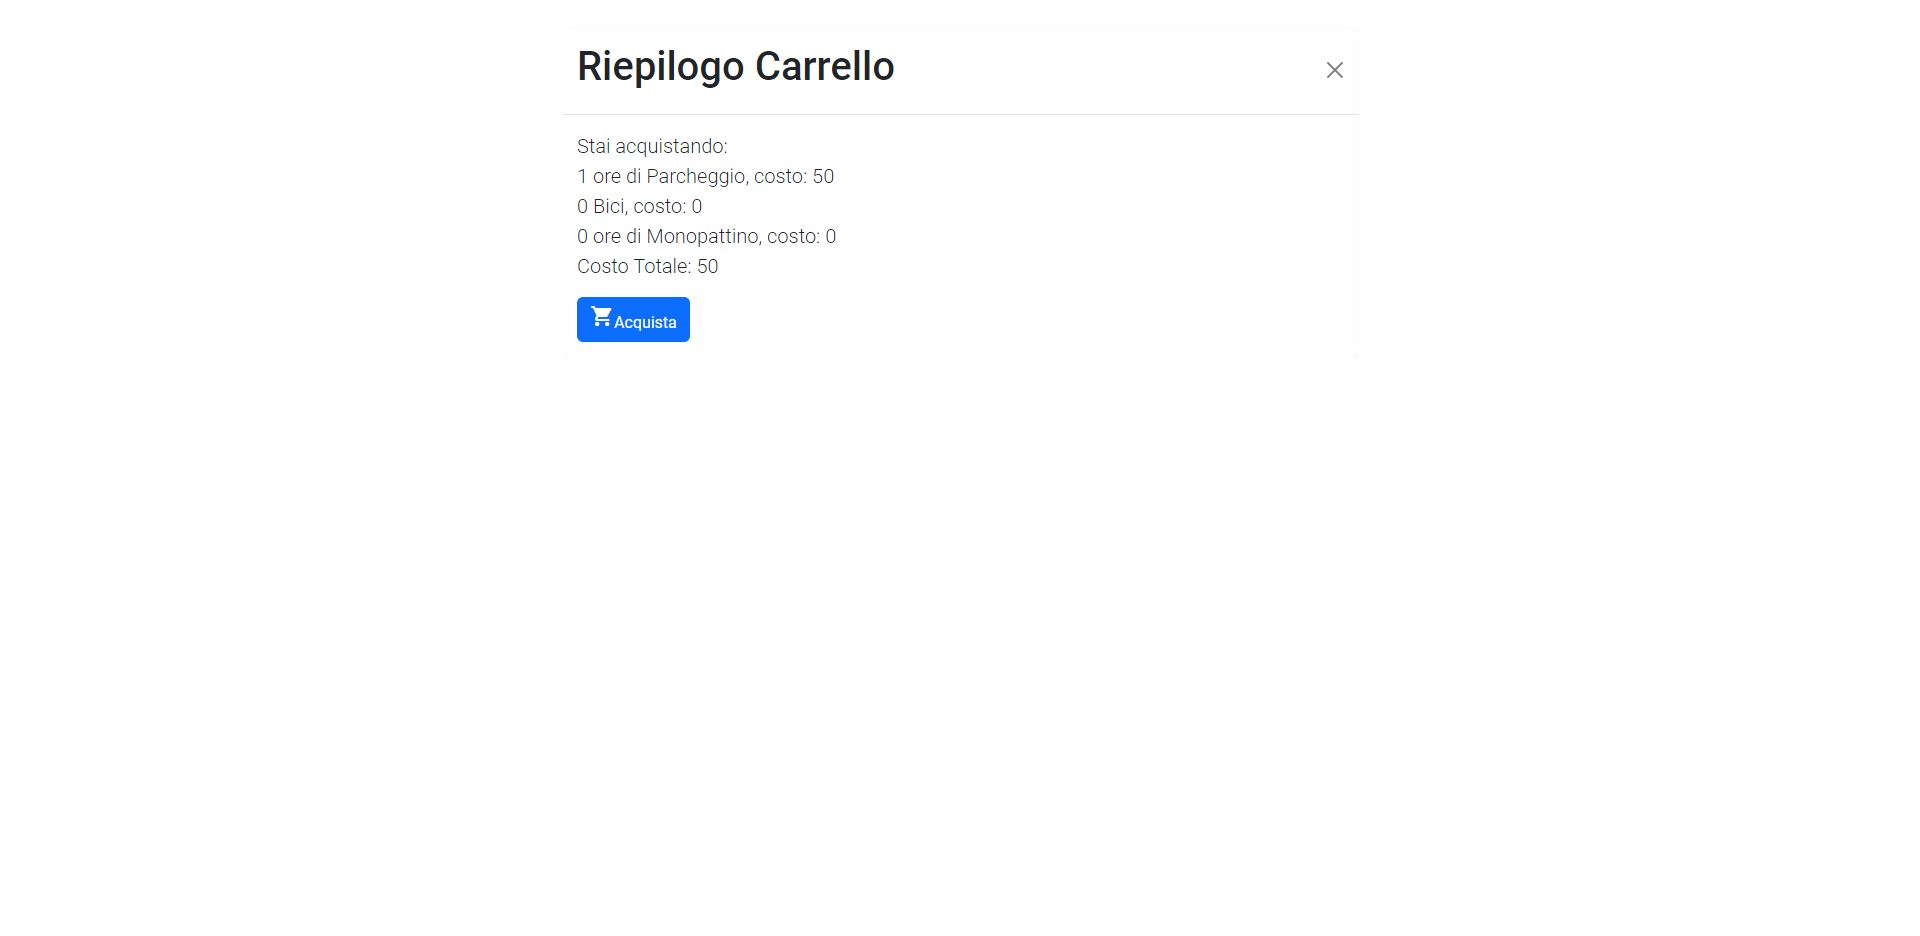 Riepilogo Carrello
Stai acquistando:
1 ore di Parcheggio, costo: 50
0 Bici, costo: 0
0 ore di Monopattino, costo: 0
Costo Totale: 50
Acquista